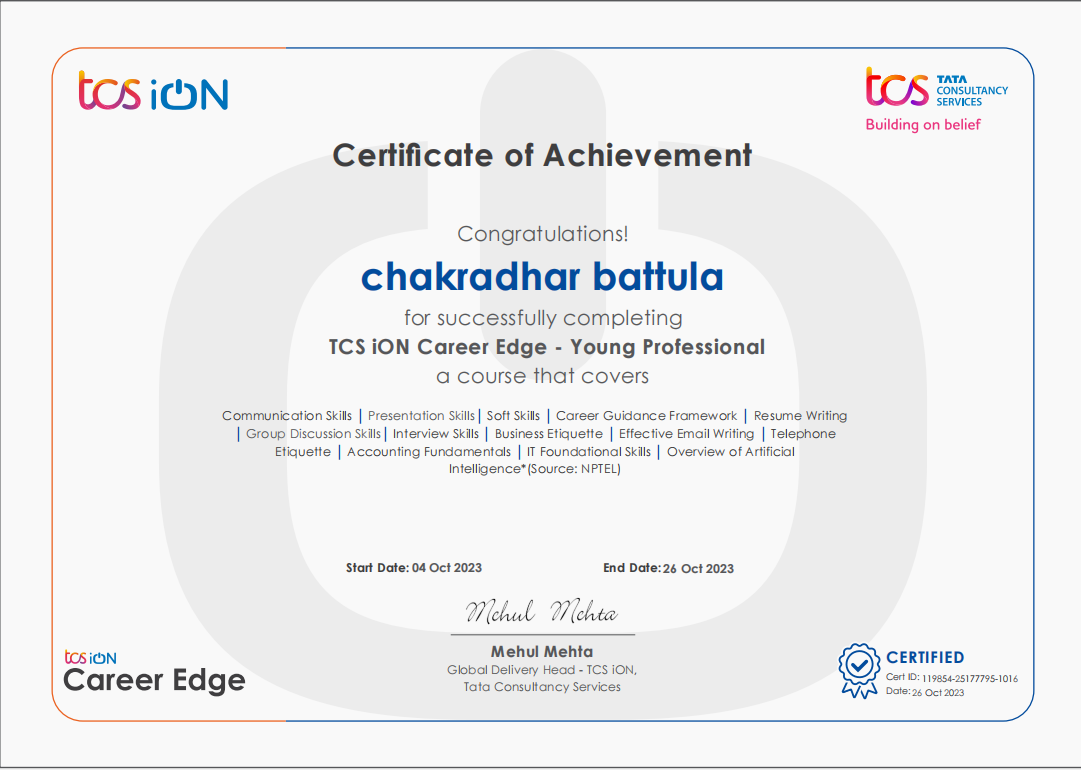 tcs iON
tcs TATA
CONSULTANCY
SERVICES
Building on belief
Certificate of Achievement
Congratulations!
chakradhar battula
for successfully completing
TCS iON Career Edge - Young Professional
a course that covers
Communication Skills | Presentation Skills | Soft Skills | Career Guidance Framework | Resume Writing
| Group Discussion Skills | Interview Skills | Business Etiquette | Effective Email Writing | Telephone
Etiquette | Accounting Fundamentals | IT Foundational Skills | Overview of Artificial
Intelligence*(Source: NPTEL)
Start Date: 04 Oct 2023 End Date: 26 Oct 2023
Mehul Mehta
Mehul Mehta
Global Delivery Head - TCS iON,
Tata Consultancy Services
tcs iON
Career Edge
CERTIFIED
Cert ID: 119854-25177795-1016
Date: 26 Oct 2023